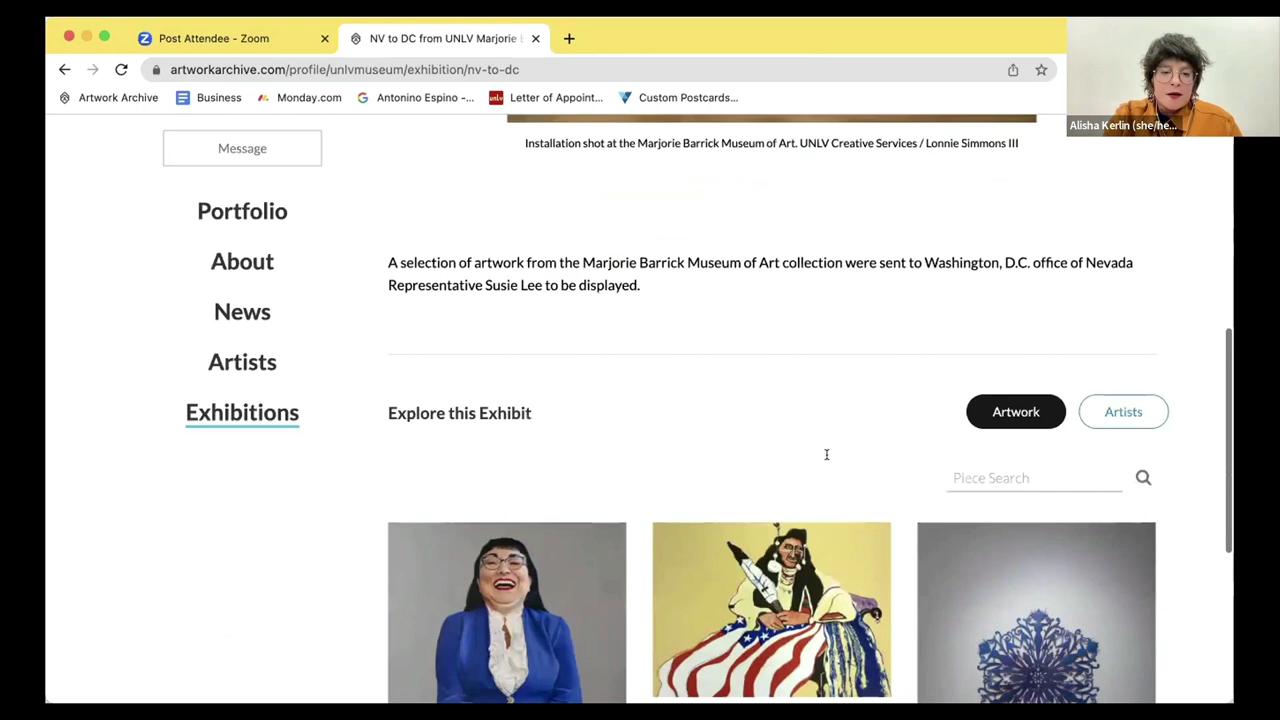 Post Attendee - Zoom
NV to DC from UNLV Marjorie
artworkarchive.com/profile/unlvmuseum/exhibition/nv-to-dc
Artwork Archive
Business
Monday.com
Antonino Espino -...
Letter of Appoint...
Custom Postcards...
Alisha Kerlin (she/he...
Message
Installation shot at the Marjorie Barrick Museum of Art. UNLV Creative Services / Lonnie Simmons III
Portfolio
About
News
Artists
Exhibitions
A selection of artwork from the Marjorie Barrick Museum of Art collection were sent to Washington, D.C. office of Nevada
Representative Susie Lee to be displayed.
Explore this Exhibit
Artwork
Artists
Piece Search